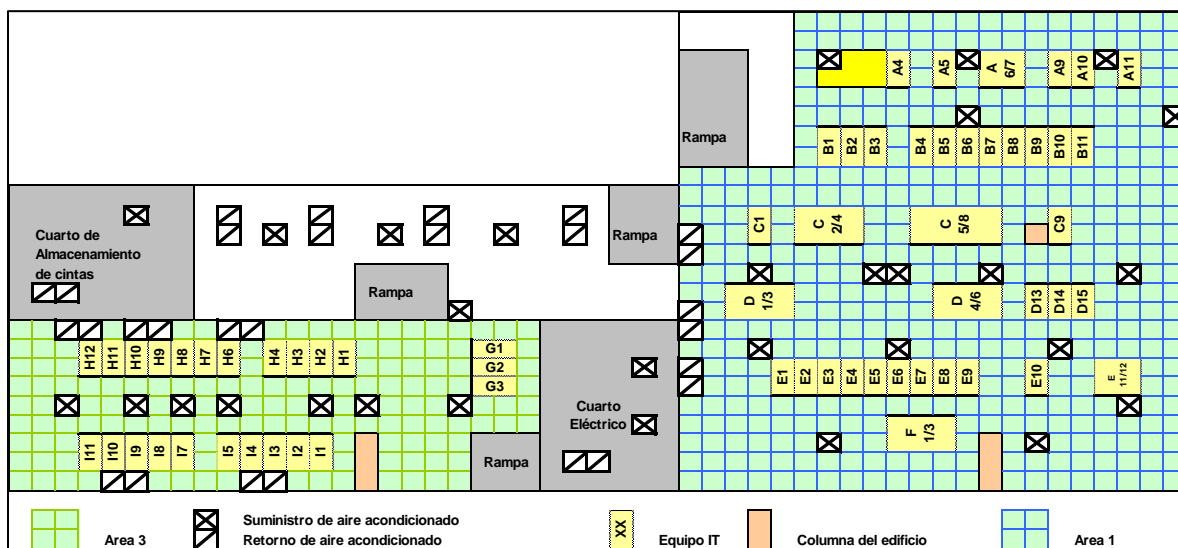 A4
A5
A
6/7
A9
A10
A11
Rampa
B1
B2
B3
B4
B5
B6
B7
B8
B9
B10
B11
Cuarto de
Almacenamiento
de cintas
Rampa
C1
C
2/4
C
5/8
C9
Rampa
D
1/3
D
4/6
D13
D14
D15
H12
H11
H10
H9
H8
H7
H6
H4
H3
H2
H1
G1
G2
G3
E1
E2
E3
E4
E5
E6
E7
E8
E9
E10
E
11/12
Cuarto
Eléctrico
F
1/3
I11
I10
I9
I8
I7
I5
I4
I3
I2
I1
Rampa
Area 3
Suministro de aire acondicionado
Retorno de aire acondicionado
XX
Equipo IT
Columna del edificio
Area 1